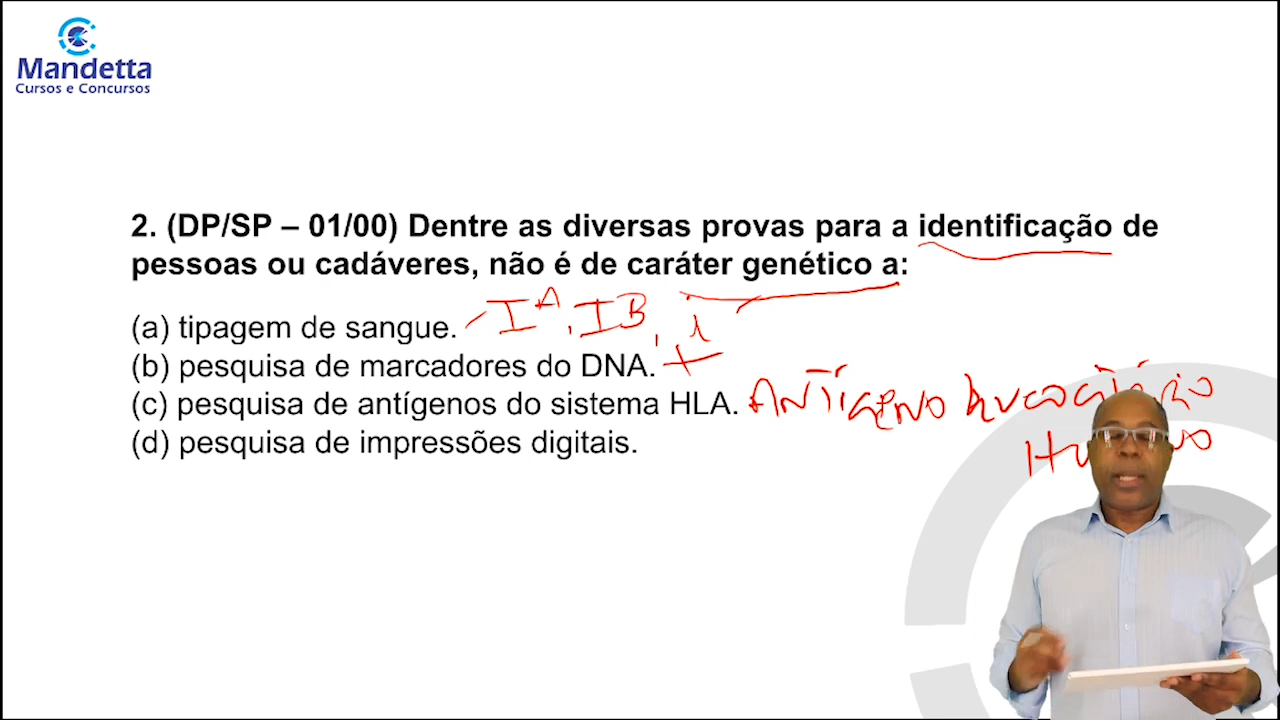 Mandetta
Cursos e Concursos
2. (DP/SP – 01/00) Dentre as diversas provas para a identificação de
pessoas ou cadáveres, não é de caráter genético a:
(a) tipagem de sangue. I^A, I^B, i
(b) pesquisa de marcadores do DNA.
(c) pesquisa de antígenos do sistema HLA. ANTÍGENO
(d) pesquisa de impressões digitais.